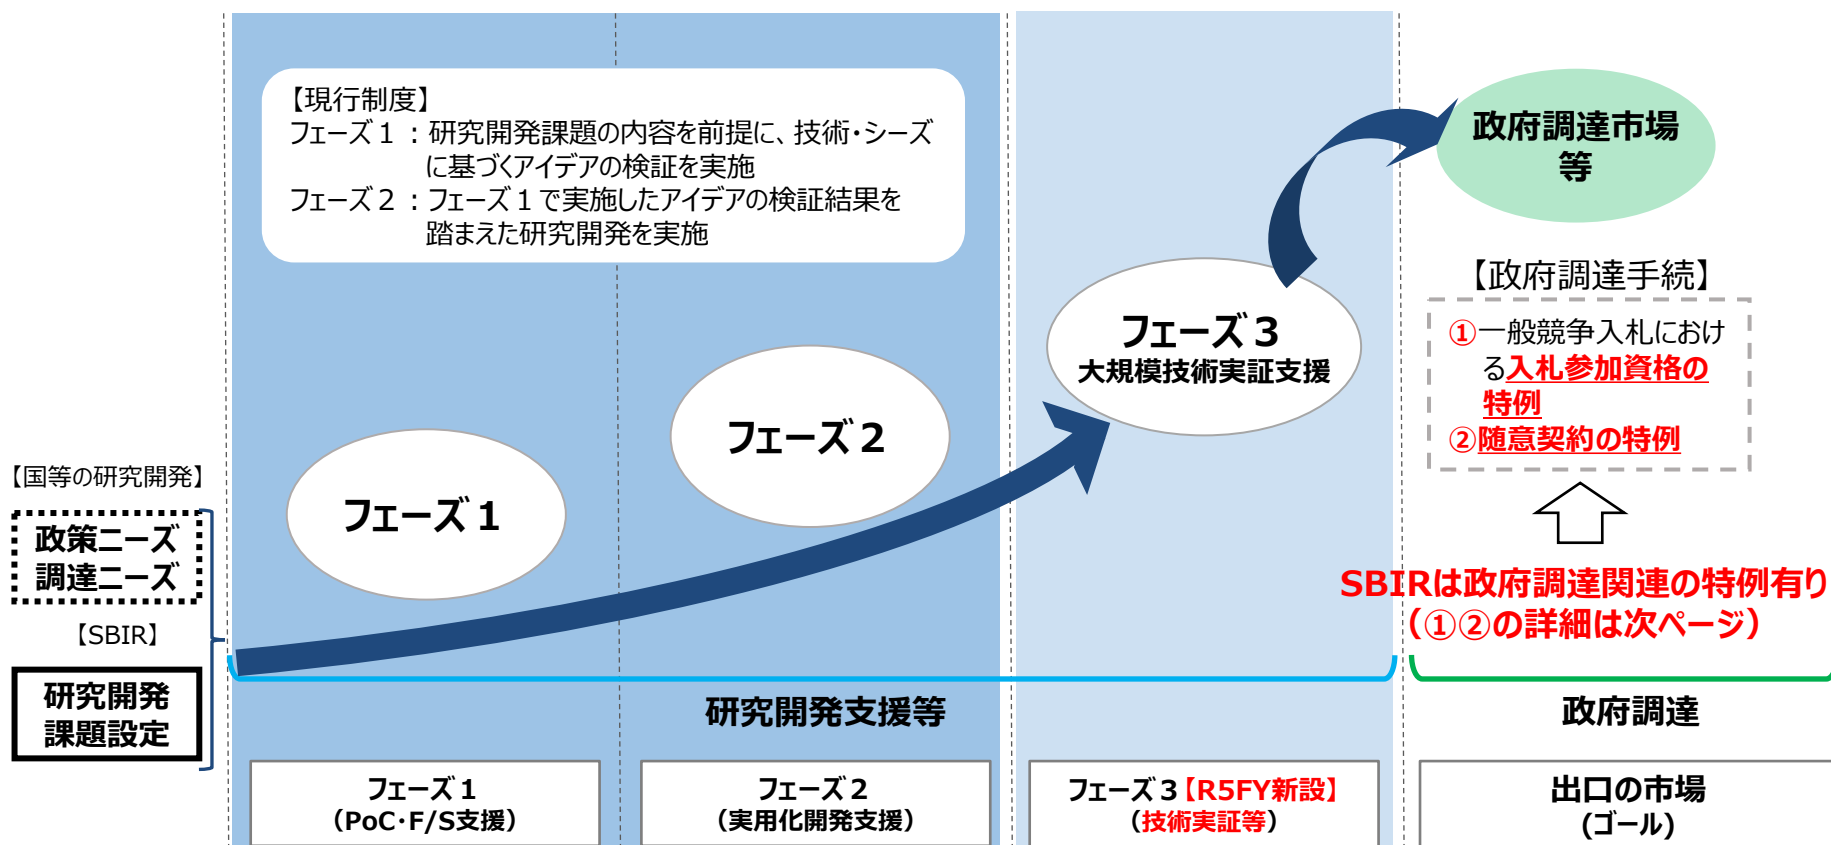 【現行制度】
フェーズ１：研究開発課題の内容を前提に、技術・シーズ
に基づくアイデアの検証を実施
フェーズ２：フェーズ１で実施したアイデアの検証結果を
踏まえた研究開発を実施
政府調達市場
等
【政府調達手続】
①一般競争入札におけ
る入札参加資格の
特例
②随意契約の特例
フェーズ３
大規模技術実証支援
フェーズ２
フェーズ１
【国等の研究開発】
政策ニーズ
調達ニーズ
【SBIR】
研究開発
課題設定
SBIRは政府調達関連の特例有り
（①②の詳細は次ページ）
研究開発支援等
政府調達
フェーズ１
（PoC・F/S支援）
フェーズ２
（実用化開発支援）
フェーズ３【R5FY新設】
（技術実証等）
出口の市場
(ゴール)